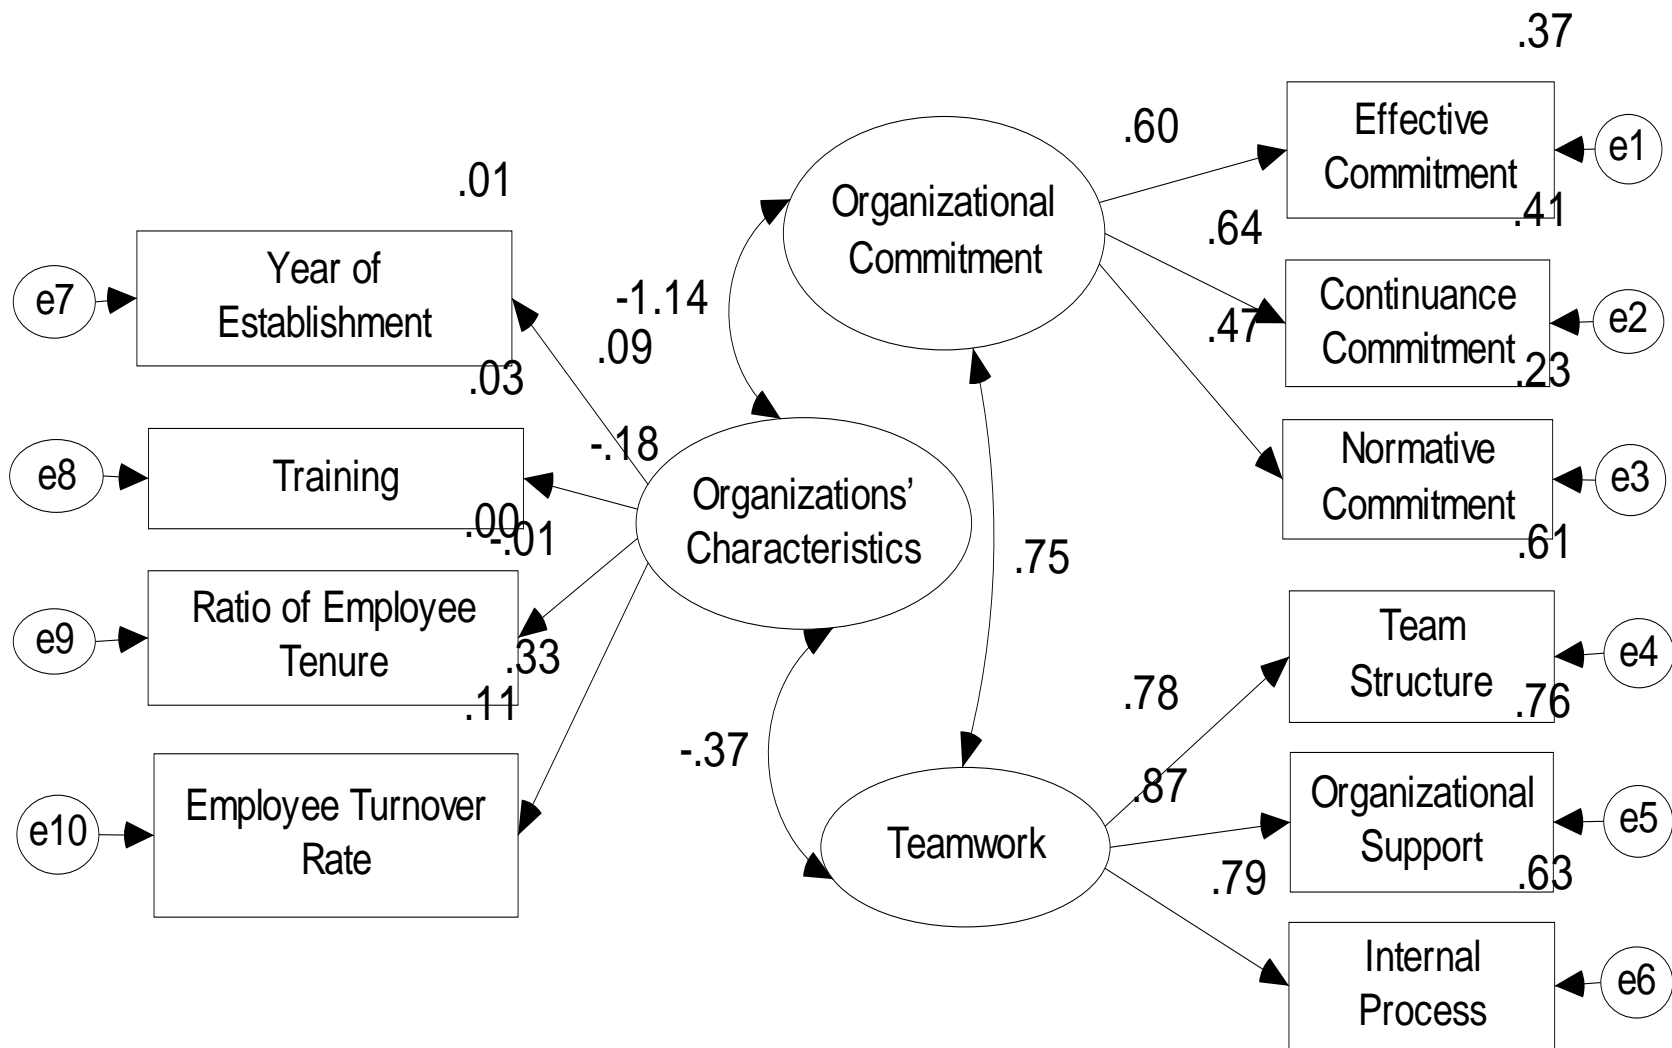 .37
Effective
Commitment
e1
.60
.41
Organizational
Commitment
.64
Continuance
Commitment
e2
.47
.23
Normative
Commitment
e3
.61
.01
Year of
Establishment
e7
-1.14
.09
.03
Training
e8
-.18
.00
-.01
Organizations’
Characteristics
.75
Ratio of Employee
Tenure
e9
.33
.11
Employee Turnover
Rate
e10
-.37
Teamwork
.78
Team
Structure
e4
.76
.87
Organizational
Support
e5
.63
.79
Internal
Process
e6